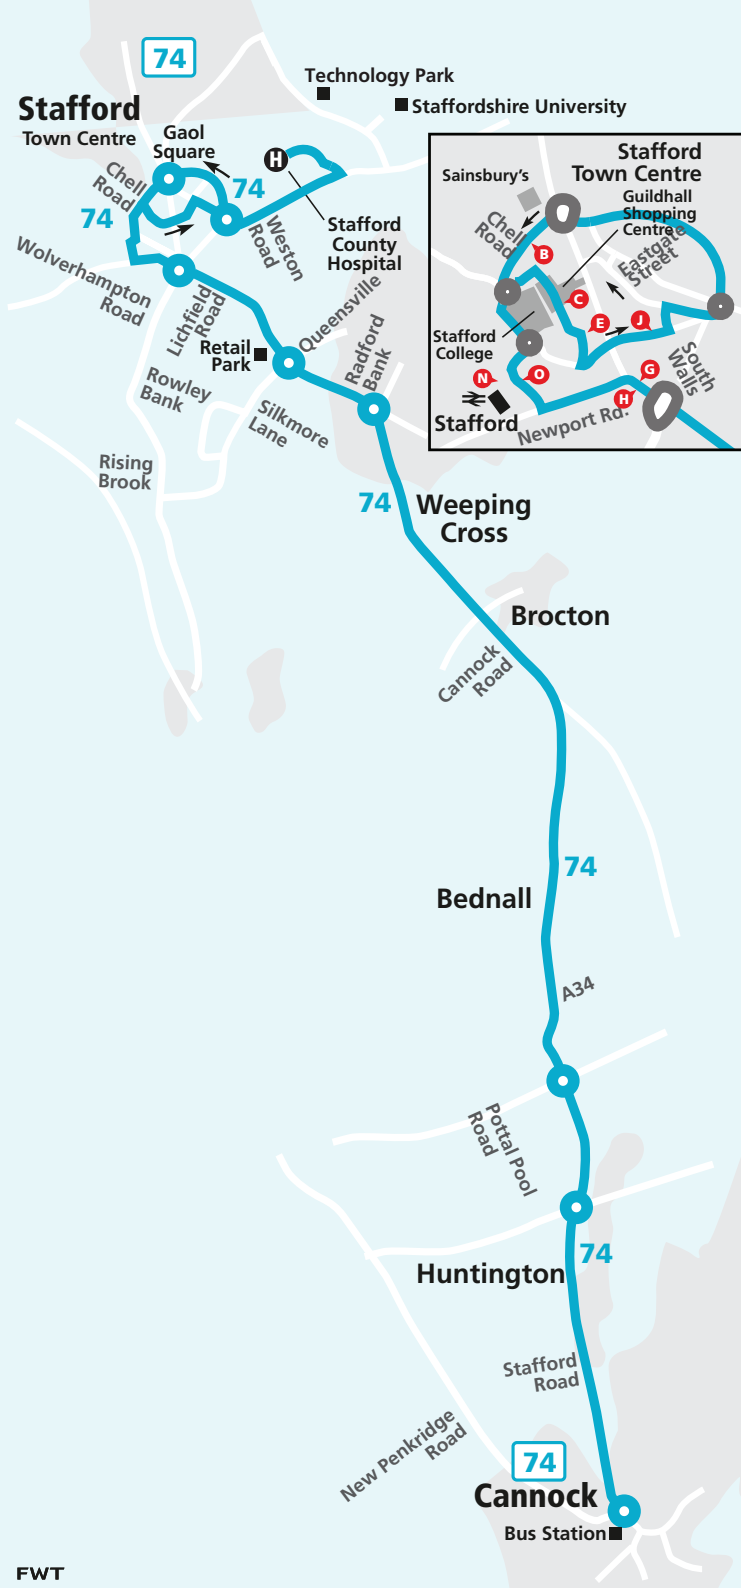 74
Technology Park
Staffordshire University
Stafford
Town Centre
Gaol
Square
H
74
Chell
Road
74
Weston
Road
Stafford
County
Hospital
Wolverhampton
Road
Lichfield
Road
Queensville
Retail
Park
Radford
Bank
Rowley
Bank
Silkmore
Lane
Rising
Brook
Stafford
Town Centre
Sainsbury's
Guildhall
Shopping
Centre
Chell
Road
Eastgate
Street
B
C
E
J
Stafford
College
South
Walls
N
O
G
H
Stafford
Newport Rd.
74
Weeping
Cross
Brocton
Cannock
Road
74
Bednall
A34
Pottal Pool
Road
74
Huntington
Stafford
Road
New Penkridge
Road
74
Cannock
Bus Station
FWT